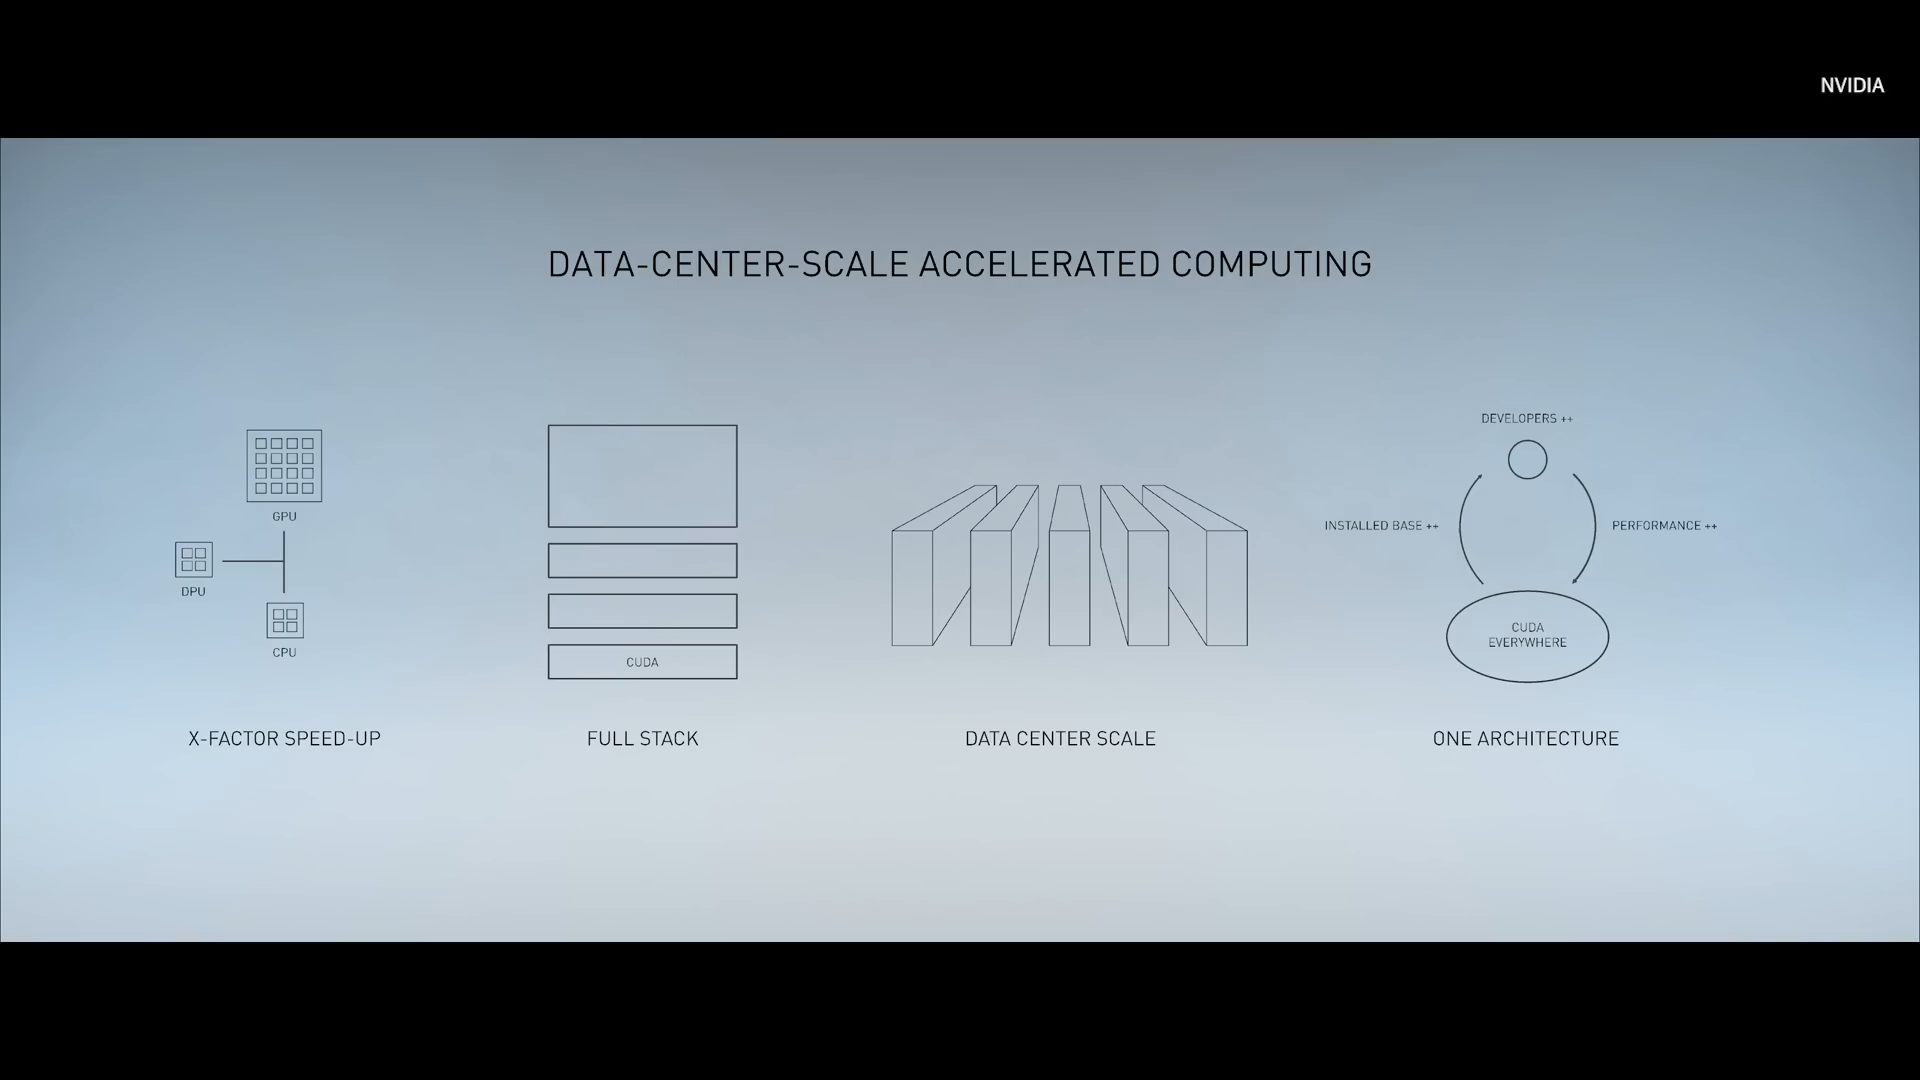 NVIDIA
DATA-CENTER-SCALE ACCELERATED COMPUTING
GPU
DPU
CPU
X-FACTOR SPEED-UP
CUDA
FULL STACK
DATA CENTER SCALE
DEVELOPERS ++
INSTALLED BASE ++
PERFORMANCE ++
CUDA
EVERYWHERE
ONE ARCHITECTURE